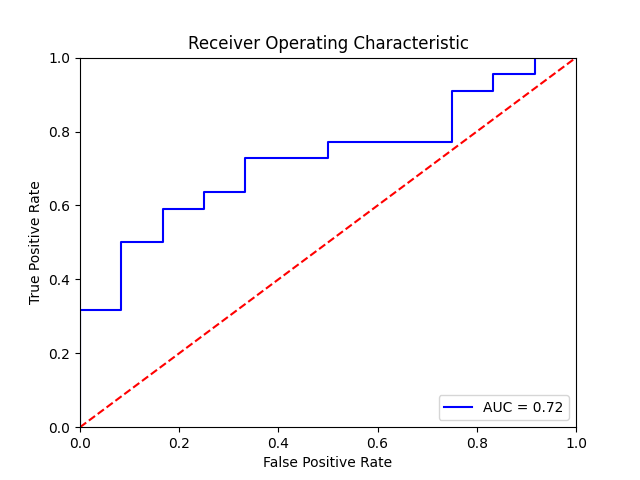 Receiver Operating Characteristic
True Positive Rate
1.0
0.8
0.6
0.4
0.2
0.0
AUC = 0.72
0.0 0.2 0.4 0.6 0.8 1.0
False Positive Rate